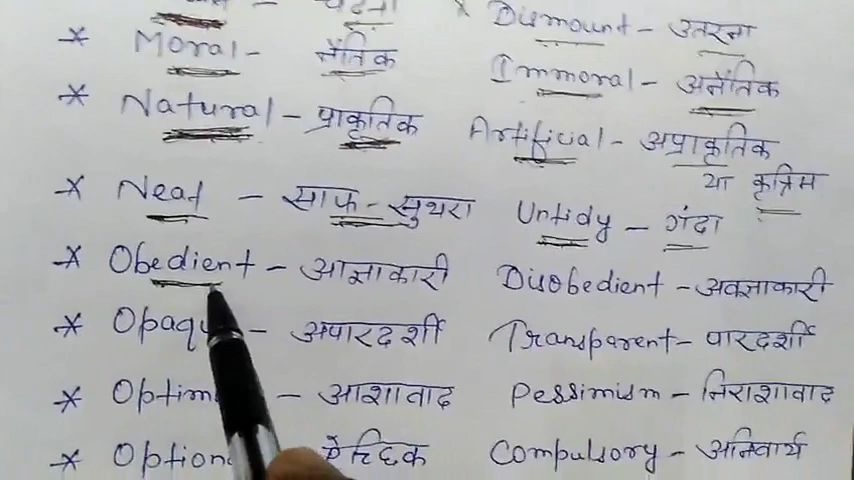 * Dismount - उतरना
* Moral - नैतिक Immoral - अनैतिक
* Natural - प्राकृतिक Artificial - अप्राकृतिक
या कृत्रिम
* Neat - साफ - सुथरा Untidy - गंदा
* Obedient - आज्ञाकारी Disobedient - अवज्ञाकारी
* - अपारदर्शी Transparent - पारदर्शी
* - आशावाद Pessimism - निराशावाद
* Compulsory - अनिवार्य